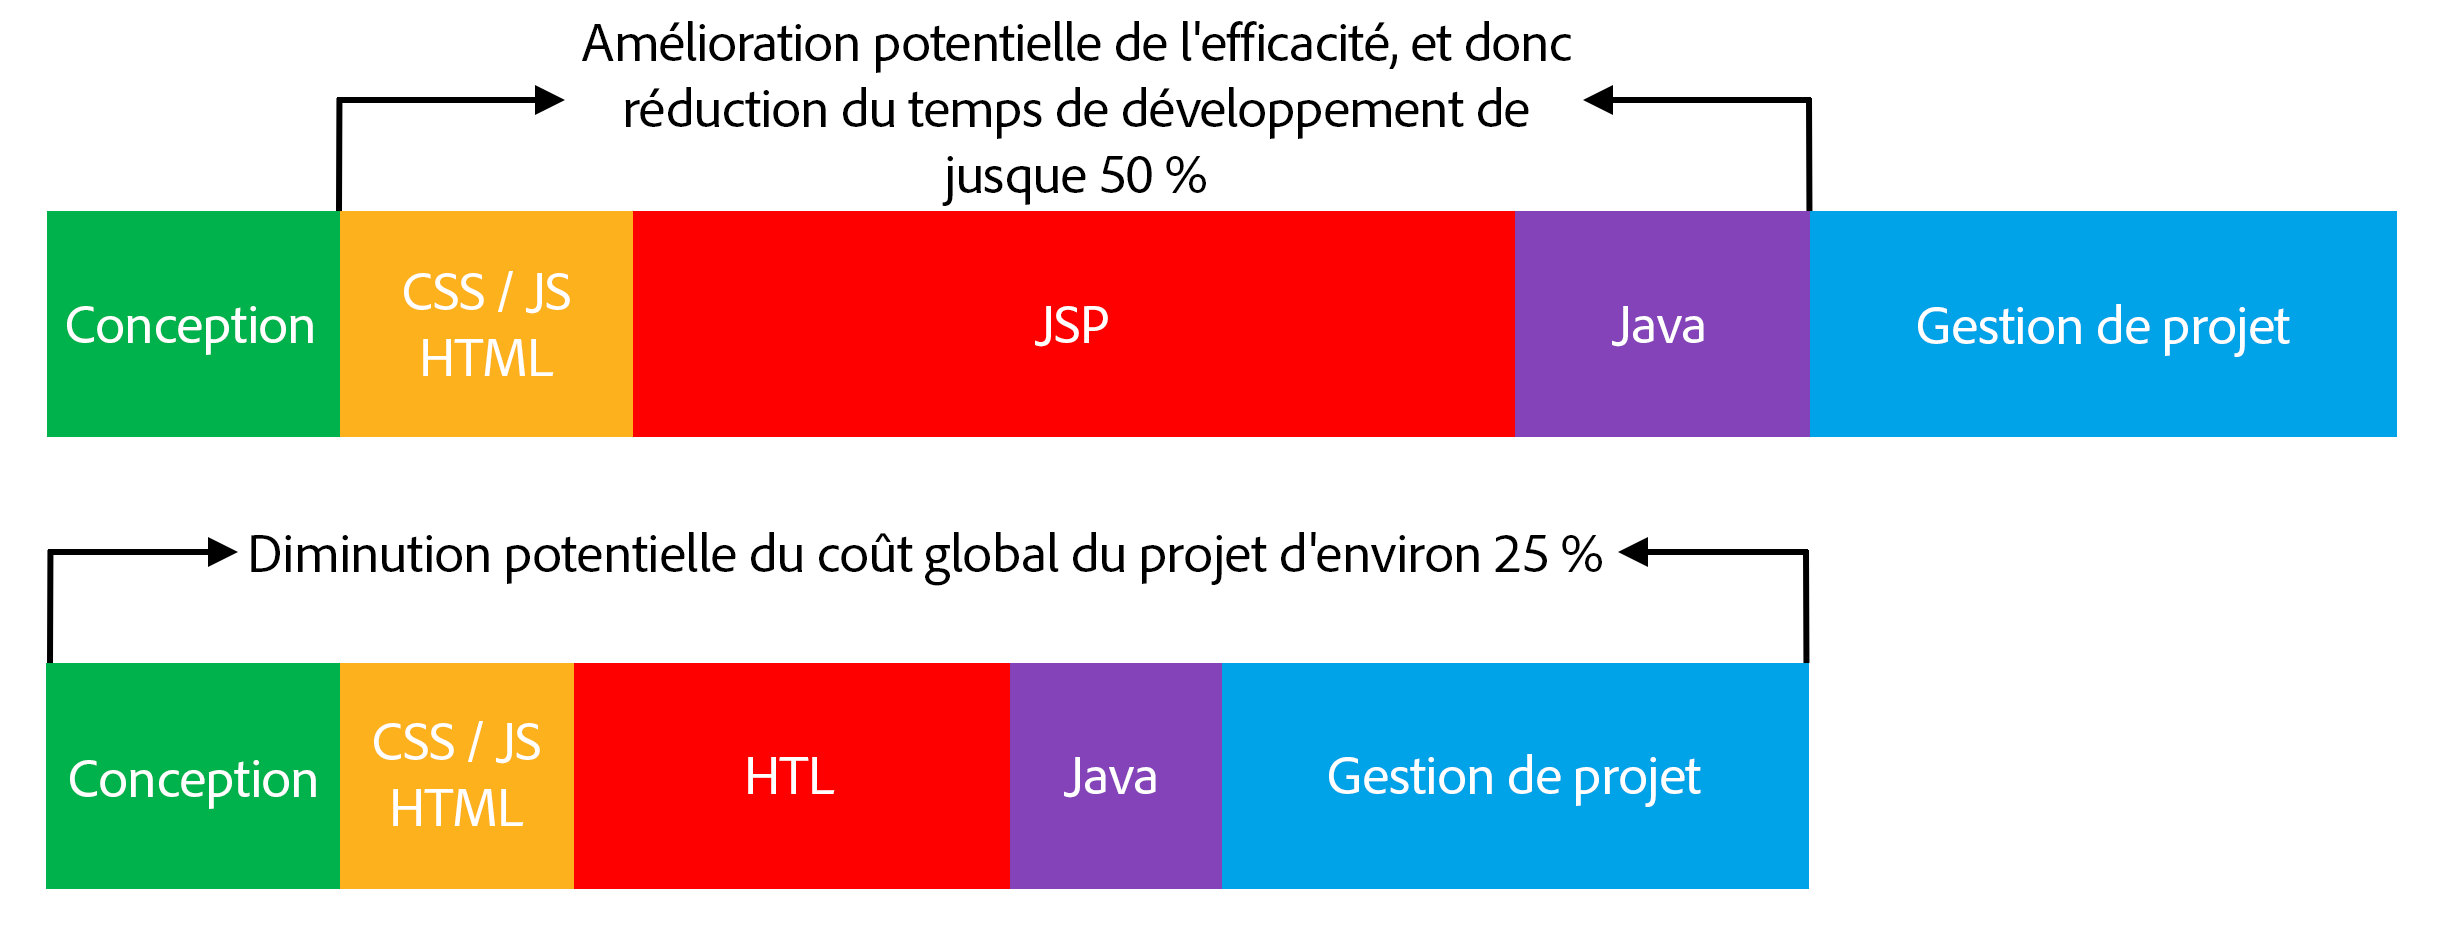 Amélioration potentielle de l'efficacité, et donc
réduction du temps de développement de
jusque 50 %
Conception
CSS / JS
HTML
JSP
Java
Gestion de projet
Diminution potentielle du coût global du projet d'environ 25 %
Conception
CSS / JS
HTML
HTL
Java
Gestion de projet